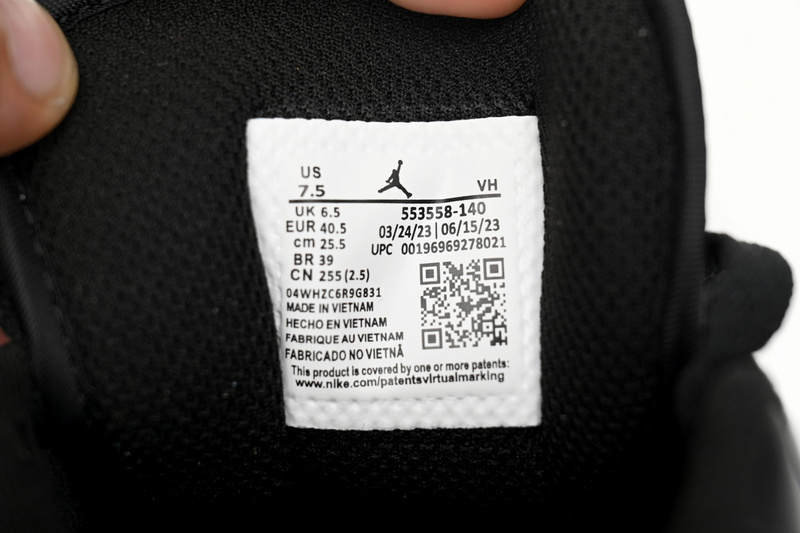 US
7.5
VH
UK 6.5
553558-140
EUR 40.5
03/24/23 | 06/15/23
cm 25.5
UPC 00196969278021
BR 39
CN 255 (2.5)
04WHZC6R9G831
MADE IN VIETNAM
HECHO EN VIETNAM
FABRIQUE AU VIETNAM
FABRICADO NO VIETNÃ
This product is covered by one or more patents:
www.nike.com/patentsvirtualmarking